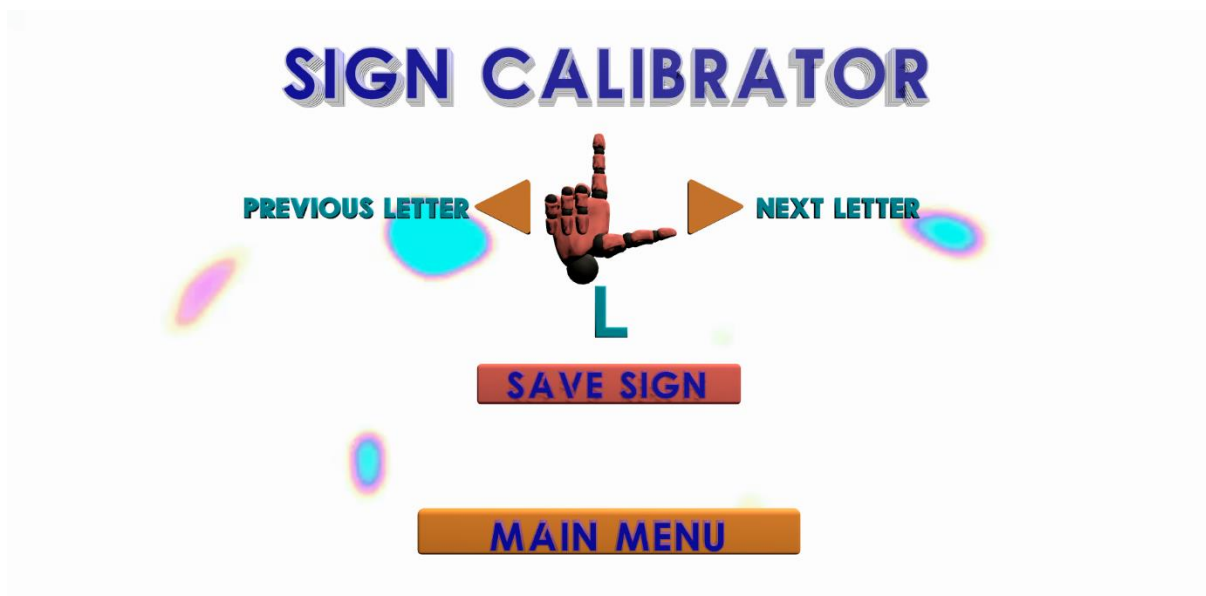 SIGN CALIBRATOR
PREVIOUS LETTER NEXT LETTER
L
SAVE SIGN
MAIN MENU